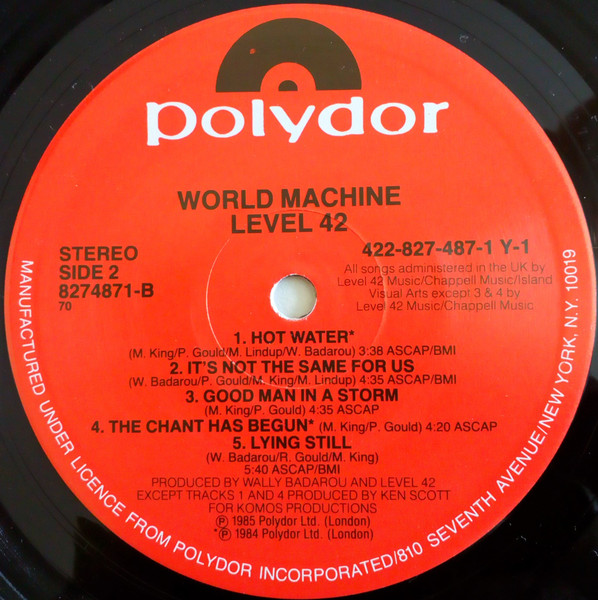 polydor
WORLD MACHINE
LEVEL 42
STEREO
SIDE 2
8274871-B
70
422-827-487-1 Y-1
All songs administered in the UK by
Level 42 Music/Chappell Music/Island
Visual Arts except 3 & 4 by
Level 42 Music/Chappell Music
1. HOT WATER*
(M. King/P. Gould/M. Lindup/W. Badarou) 3:38 ASCAP/BMI
2. IT'S NOT THE SAME FOR US
(W. Badarou/P. Gould/M. King/M. Lindup) 4:35 ASCAP/BMI
3. GOOD MAN IN A STORM
(M. King/P. Gould) 4:35 ASCAP
4. THE CHANT HAS BEGUN* (M. King/P. Gould) 4:20 ASCAP
5. LYING STILL
(W. Badarou/R. Gould/M. King)
5:40 ASCAP/BMI
PRODUCED BY WALLY BADAROU AND LEVEL 42
EXCEPT TRACKS 1 AND 4 PRODUCED BY KEN SCOTT
FOR KOMOS PRODUCTIONS
℗ 1985 Polydor Ltd. (London)
*℗ 1984 Polydor Ltd. (London)
MANUFACTURED UNDER LICENCE FROM POLYDOR INCORPORATED/810 SEVENTH AVENUE/NEW YORK, N.Y. 10019